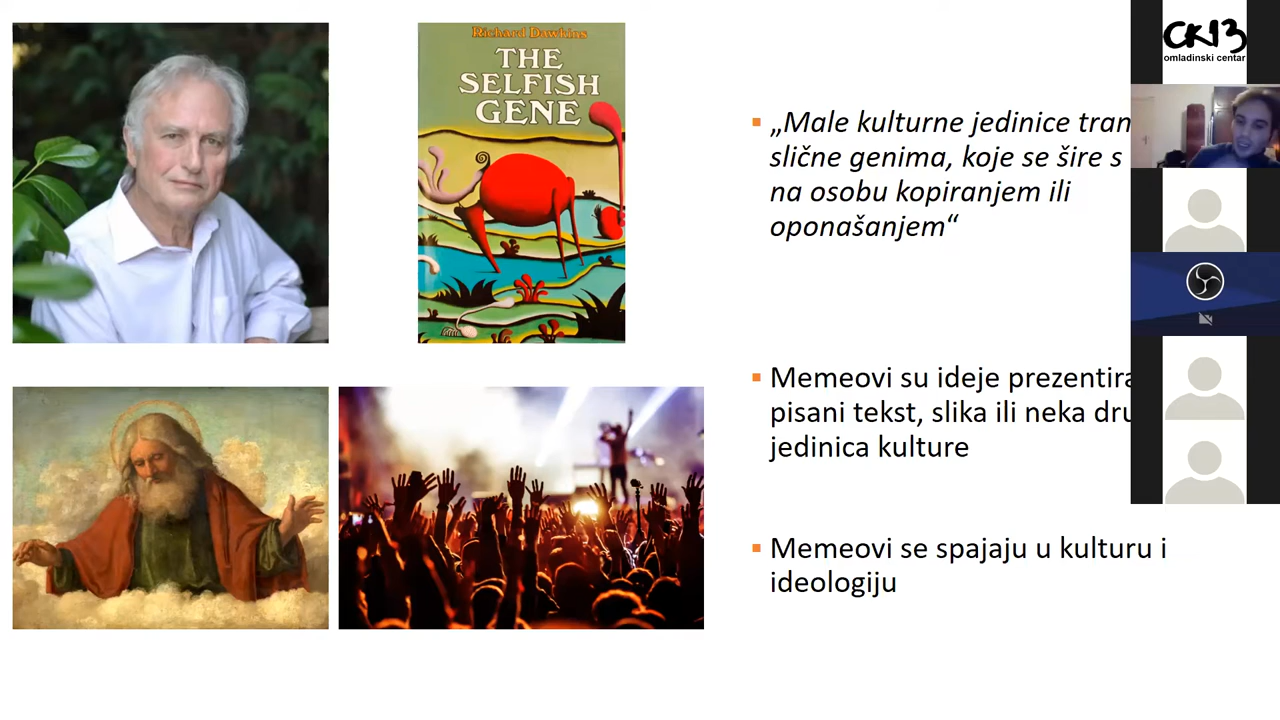 Richard Dawkins
THE
SELFISH
GENE
„Male kulturne jedinice tran
slične genima, koje se šire s
na osobu kopiranjem ili
oponašanjem“
Memeovi su ideje prezentira
pisani tekst, slika ili neka dru
jedinica kulture
Memeovi se spajaju u kulturu i
ideologiju
CK13
omladinski centar